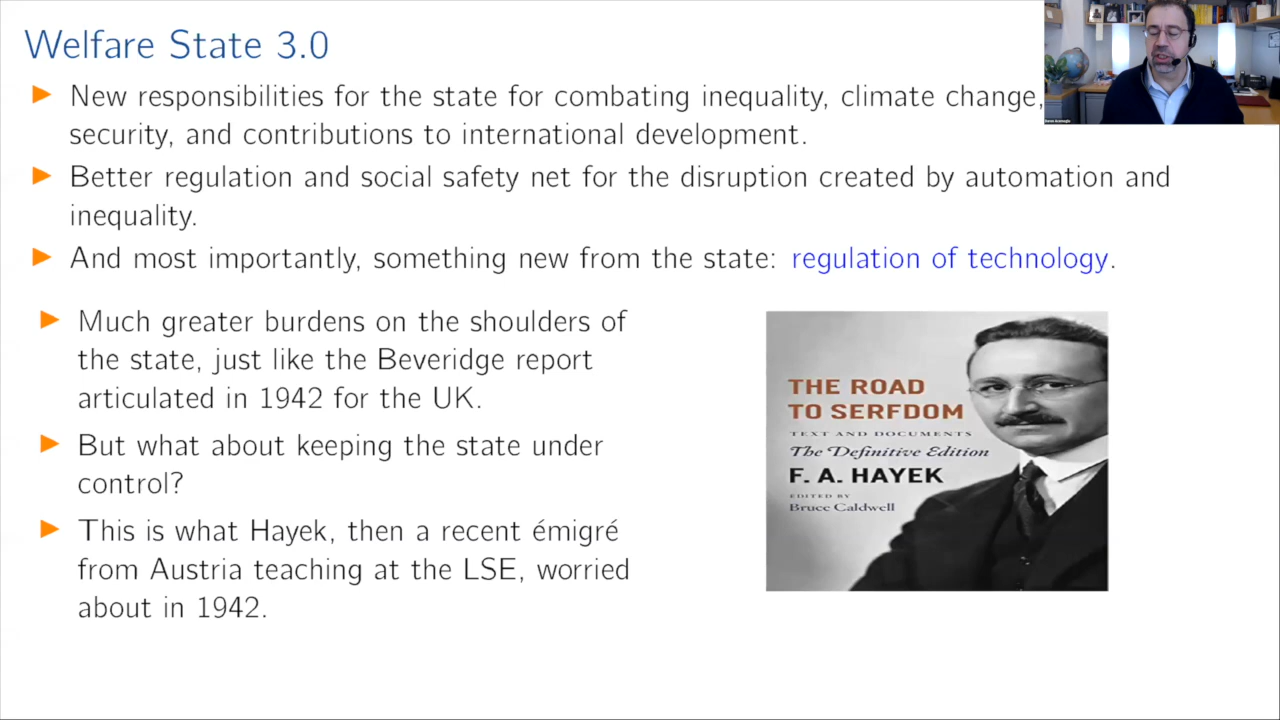 Welfare State 3.0
New responsibilities for the state for combating inequality, climate change,
security, and contributions to international development.
Better regulation and social safety net for the disruption created by automation and
inequality.
And most importantly, something new from the state: regulation of technology.
Much greater burdens on the shoulders of
the state, just like the Beveridge report
articulated in 1942 for the UK.
But what about keeping the state under
control?
This is what Hayek, then a recent émigré
from Austria teaching at the LSE, worried
about in 1942.
THE ROAD
TO SERFDOM
TEXT AND DOCUMENTS
The Definitive Edition
F. A. HAYEK
EDITED BY
Bruce Caldwell